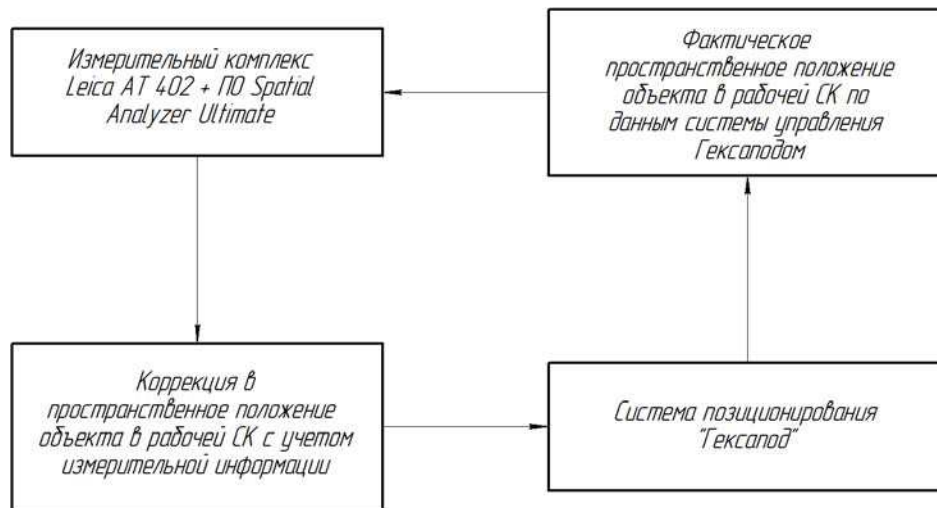 Измерительный комплекс
Leica AT 402 + ПО Spatial
Analyzer Ultimate
Фактическое
пространственное положение
объекта в рабочей СК по
данным системы управления
Гексаподом
Коррекция в
пространственное положение
объекта в рабочей СК с учетом
измерительной информации
Система позиционирования
"Гексапод"